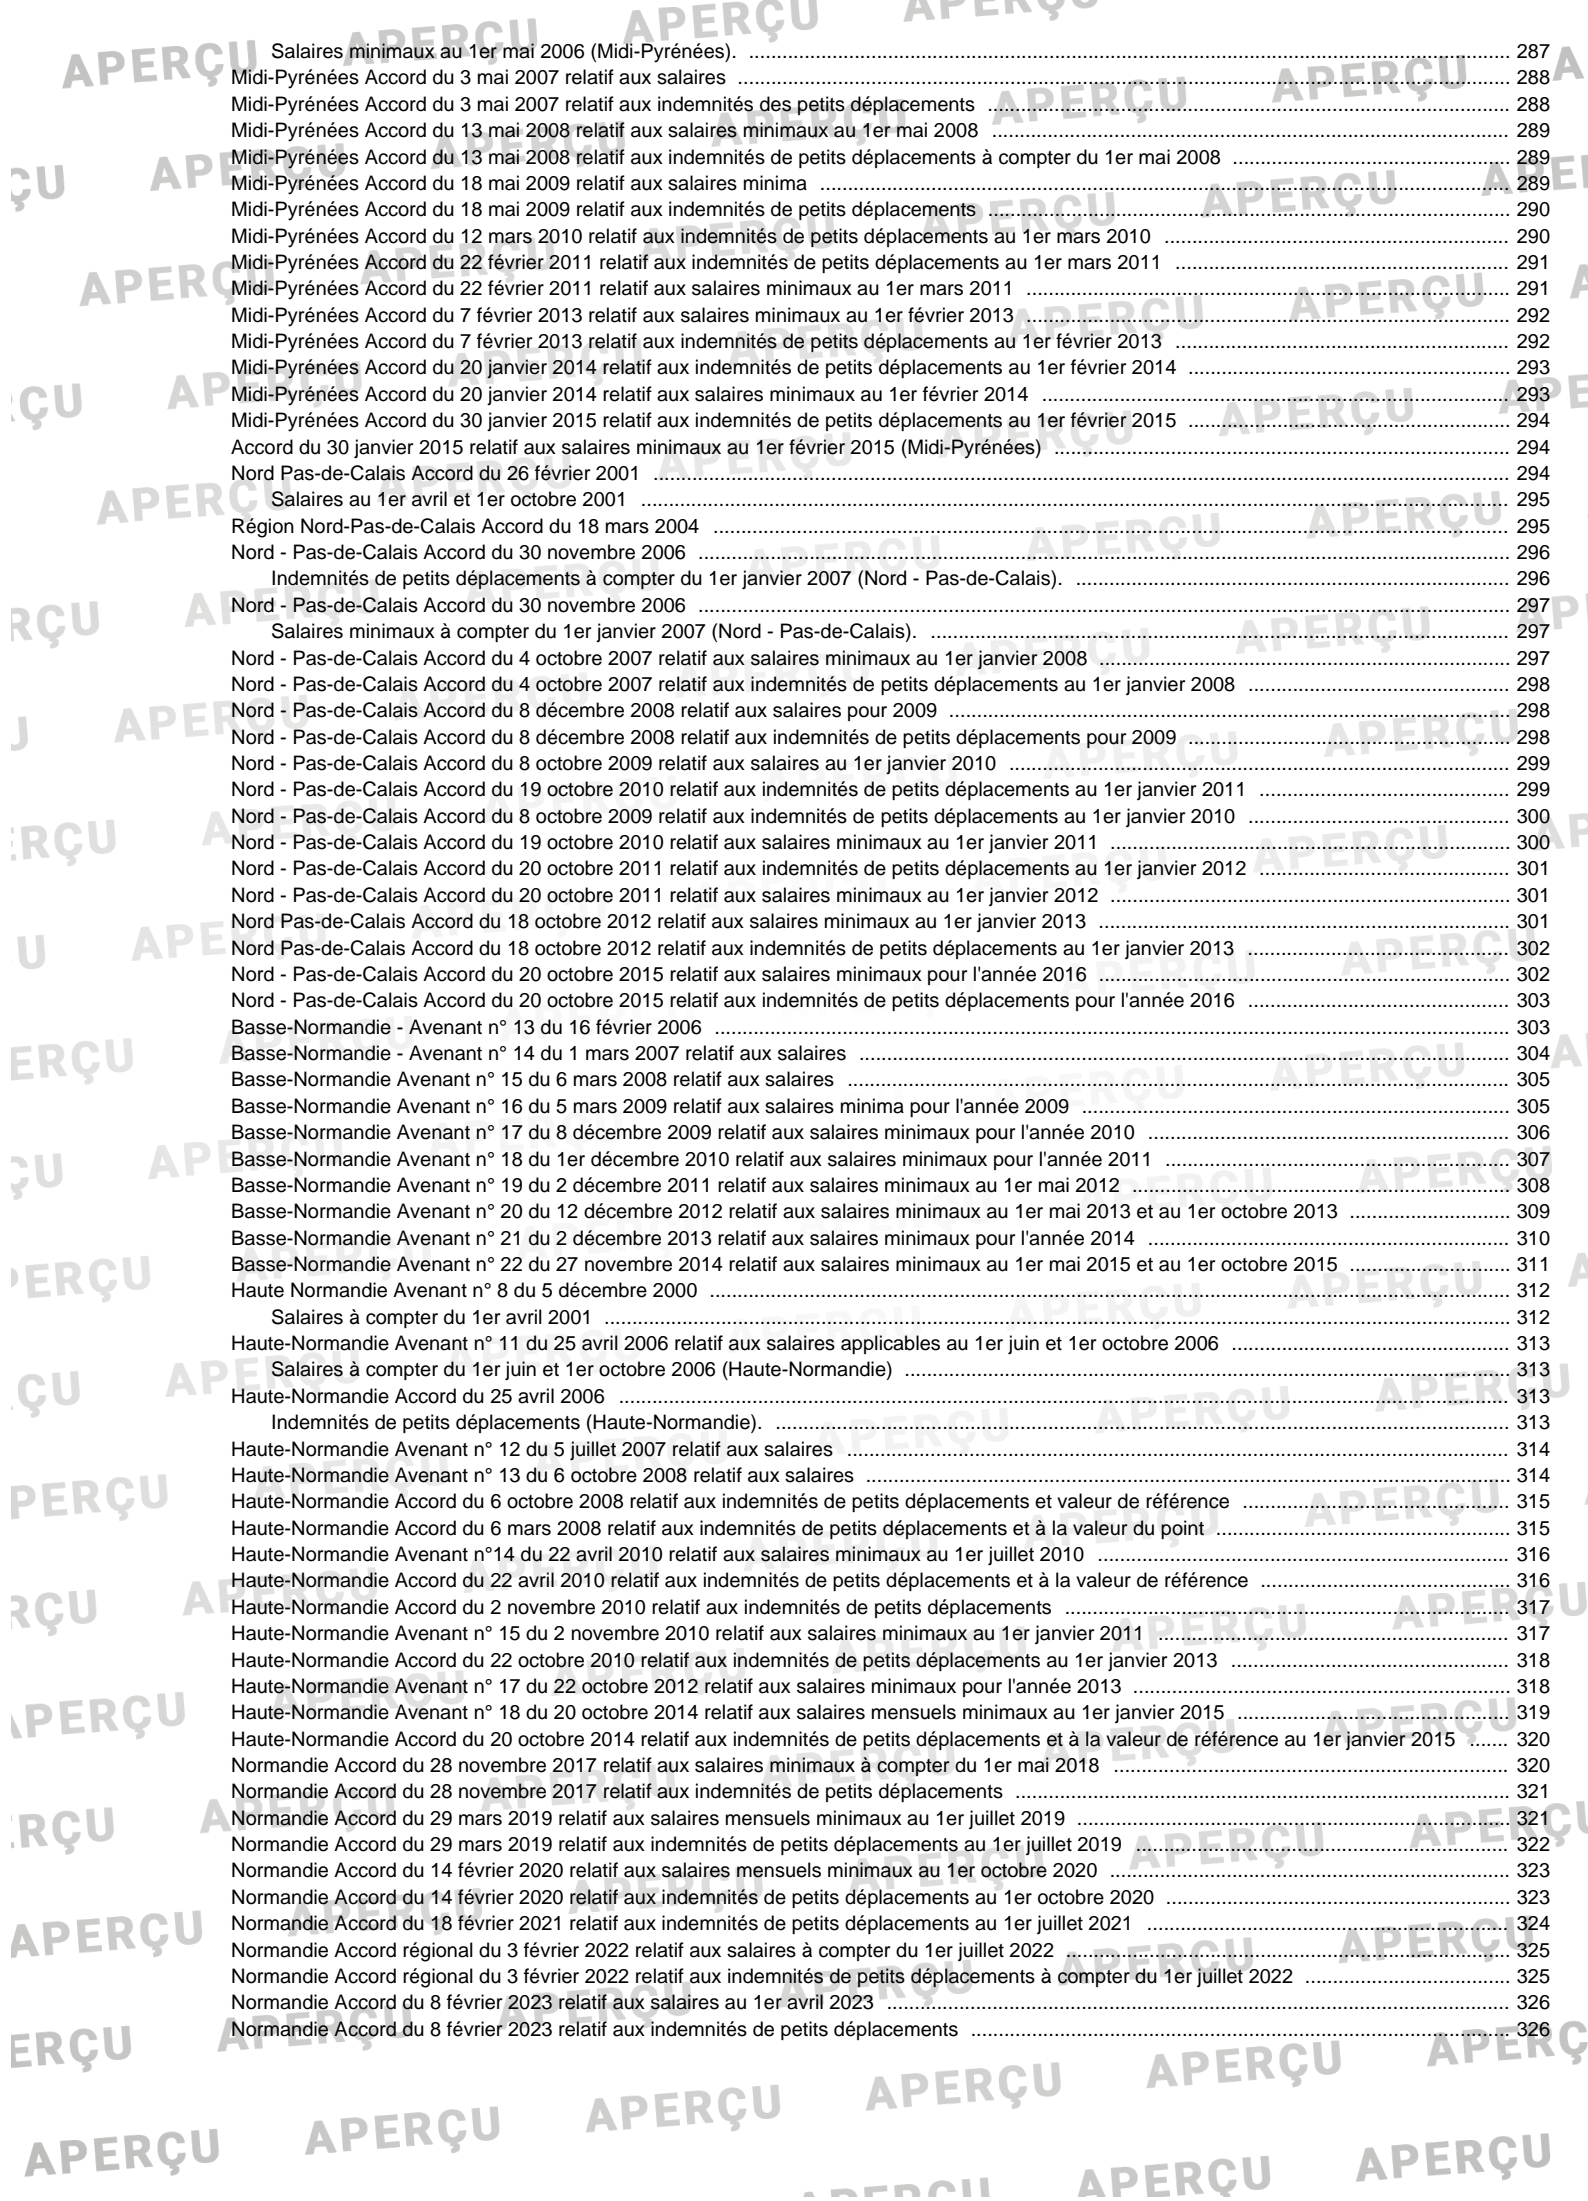 Salaires minimaux au 1er mai 2006 (Midi-Pyrénées). 287
Midi-Pyrénées Accord du 3 mai 2007 relatif aux salaires 288
Midi-Pyrénées Accord du 3 mai 2007 relatif aux indemnités des petits déplacements 288
Midi-Pyrénées Accord du 13 mai 2008 relatif aux salaires minimaux au 1er mai 2008 289
Midi-Pyrénées Accord du 13 mai 2008 relatif aux indemnités de petits déplacements à compter du 1er mai 2008 289
Midi-Pyrénées Accord du 18 mai 2009 relatif aux salaires minima 289
Midi-Pyrénées Accord du 18 mai 2009 relatif aux indemnités de petits déplacements 290
Midi-Pyrénées Accord du 12 mars 2010 relatif aux indemnités de petits déplacements au 1er mars 2010 290
Midi-Pyrénées Accord du 22 février 2011 relatif aux indemnités de petits déplacements au 1er mars 2011 291
Midi-Pyrénées Accord du 22 février 2011 relatif aux salaires minimaux au 1er mars 2011 291
Midi-Pyrénées Accord du 7 février 2013 relatif aux salaires minimaux au 1er février 2013 292
Midi-Pyrénées Accord du 7 février 2013 relatif aux indemnités de petits déplacements au 1er février 2013 292
Midi-Pyrénées Accord du 20 janvier 2014 relatif aux indemnités de petits déplacements au 1er février 2014 293
Midi-Pyrénées Accord du 20 janvier 2014 relatif aux salaires minimaux au 1er février 2014 293
Midi-Pyrénées Accord du 30 janvier 2015 relatif aux indemnités de petits déplacements au 1er février 2015 294
Accord du 30 janvier 2015 relatif aux salaires minimaux au 1er février 2015 (Midi-Pyrénées) 294
Nord Pas-de-Calais Accord du 26 février 2001 294
Salaires au 1er avril et 1er octobre 2001 295
Région Nord-Pas-de-Calais Accord du 18 mars 2004 295
Nord - Pas-de-Calais Accord du 30 novembre 2006 296
Indemnités de petits déplacements à compter du 1er janvier 2007 (Nord - Pas-de-Calais). 296
Nord - Pas-de-Calais Accord du 30 novembre 2006 297
Salaires minimaux à compter du 1er janvier 2007 (Nord - Pas-de-Calais). 297
Nord - Pas-de-Calais Accord du 4 octobre 2007 relatif aux salaires minimaux au 1er janvier 2008 297
Nord - Pas-de-Calais Accord du 4 octobre 2007 relatif aux indemnités de petits déplacements au 1er janvier 2008 298
Nord - Pas-de-Calais Accord du 8 décembre 2008 relatif aux salaires pour 2009 298
Nord - Pas-de-Calais Accord du 8 décembre 2008 relatif aux indemnités de petits déplacements pour 2009 298
Nord - Pas-de-Calais Accord du 8 octobre 2009 relatif aux salaires au 1er janvier 2010 299
Nord - Pas-de-Calais Accord du 19 octobre 2010 relatif aux indemnités de petits déplacements au 1er janvier 2011 299
Nord - Pas-de-Calais Accord du 8 octobre 2009 relatif aux indemnités de petits déplacements au 1er janvier 2010 300
Nord - Pas-de-Calais Accord du 19 octobre 2010 relatif aux salaires minimaux au 1er janvier 2011 300
Nord - Pas-de-Calais Accord du 20 octobre 2011 relatif aux indemnités de petits déplacements au 1er janvier 2012 301
Nord - Pas-de-Calais Accord du 20 octobre 2011 relatif aux salaires minimaux au 1er janvier 2012 301
Nord Pas-de-Calais Accord du 18 octobre 2012 relatif aux salaires minimaux au 1er janvier 2013 301
Nord Pas-de-Calais Accord du 18 octobre 2012 relatif aux indemnités de petits déplacements au 1er janvier 2013 302
Nord - Pas-de-Calais Accord du 20 octobre 2015 relatif aux salaires minimaux pour l'année 2016 302
Nord - Pas-de-Calais Accord du 20 octobre 2015 relatif aux indemnités de petits déplacements pour l'année 2016 303
Basse-Normandie - Avenant n° 13 du 16 février 2006 303
Basse-Normandie - Avenant n° 14 du 1 mars 2007 relatif aux salaires 304
Basse-Normandie Avenant n° 15 du 6 mars 2008 relatif aux salaires 305
Basse-Normandie Avenant n° 16 du 5 mars 2009 relatif aux salaires minima pour l'année 2009 305
Basse-Normandie Avenant n° 17 du 8 décembre 2009 relatif aux salaires minimaux pour l'année 2010 306
Basse-Normandie Avenant n° 18 du 1er décembre 2010 relatif aux salaires minimaux pour l'année 2011 307
Basse-Normandie Avenant n° 19 du 2 décembre 2011 relatif aux salaires minimaux au 1er mai 2012 308
Basse-Normandie Avenant n° 20 du 12 décembre 2012 relatif aux salaires minimaux au 1er mai 2013 et au 1er octobre 2013 309
Basse-Normandie Avenant n° 21 du 2 décembre 2013 relatif aux salaires minimaux pour l'année 2014 310
Basse-Normandie Avenant n° 22 du 27 novembre 2014 relatif aux salaires minimaux au 1er mai 2015 et au 1er octobre 2015 311
Haute Normandie Avenant n° 8 du 5 décembre 2000 312
Salaires à compter du 1er avril 2001 312
Haute-Normandie Avenant n° 11 du 25 avril 2006 relatif aux salaires applicables au 1er juin et 1er octobre 2006 313
Salaires à compter du 1er juin et 1er octobre 2006 (Haute-Normandie) 313
Haute-Normandie Accord du 25 avril 2006 313
Indemnités de petits déplacements (Haute-Normandie). 313
Haute-Normandie Avenant n° 12 du 5 juillet 2007 relatif aux salaires 314
Haute-Normandie Avenant n° 13 du 6 octobre 2008 relatif aux salaires 314
Haute-Normandie Accord du 6 octobre 2008 relatif aux indemnités de petits déplacements et valeur de référence 315
Haute-Normandie Accord du 6 mars 2008 relatif aux indemnités de petits déplacements et à la valeur du point 315
Haute-Normandie Avenant n°14 du 22 avril 2010 relatif aux salaires minimaux au 1er juillet 2010 316
Haute-Normandie Accord du 22 avril 2010 relatif aux indemnités de petits déplacements et à la valeur de référence 316
Haute-Normandie Accord du 2 novembre 2010 relatif aux indemnités de petits déplacements 317
Haute-Normandie Avenant n° 15 du 2 novembre 2010 relatif aux salaires minimaux au 1er janvier 2011 317
Haute-Normandie Accord du 22 octobre 2010 relatif aux indemnités de petits déplacements au 1er janvier 2013 318
Haute-Normandie Avenant n° 17 du 22 octobre 2012 relatif aux salaires minimaux pour l'année 2013 318
Haute-Normandie Avenant n° 18 du 20 octobre 2014 relatif aux salaires mensuels minimaux au 1er janvier 2015 319
Haute-Normandie Accord du 20 octobre 2014 relatif aux indemnités de petits déplacements et à la valeur de référence au 1er janvier 2015 320
Normandie Accord du 28 novembre 2017 relatif aux salaires minimaux à compter du 1er mai 2018 320
Normandie Accord du 28 novembre 2017 relatif aux indemnités de petits déplacements 321
Normandie Accord du 29 mars 2019 relatif aux salaires mensuels minimaux au 1er juillet 2019 321
Normandie Accord du 29 mars 2019 relatif aux indemnités de petits déplacements au 1er juillet 2019 322
Normandie Accord du 14 février 2020 relatif aux salaires mensuels minimaux au 1er octobre 2020 323
Normandie Accord du 14 février 2020 relatif aux indemnités de petits déplacements au 1er octobre 2020 323
Normandie Accord du 18 février 2021 relatif aux indemnités de petits déplacements au 1er juillet 2021 324
Normandie Accord régional du 3 février 2022 relatif aux salaires à compter du 1er juillet 2022 325
Normandie Accord régional du 3 février 2022 relatif aux indemnités de petits déplacements à compter du 1er juillet 2022 325
Normandie Accord du 8 février 2023 relatif aux salaires au 1er avril 2023 326
Normandie Accord du 8 février 2023 relatif aux indemnités de petits déplacements 326
APERÇU